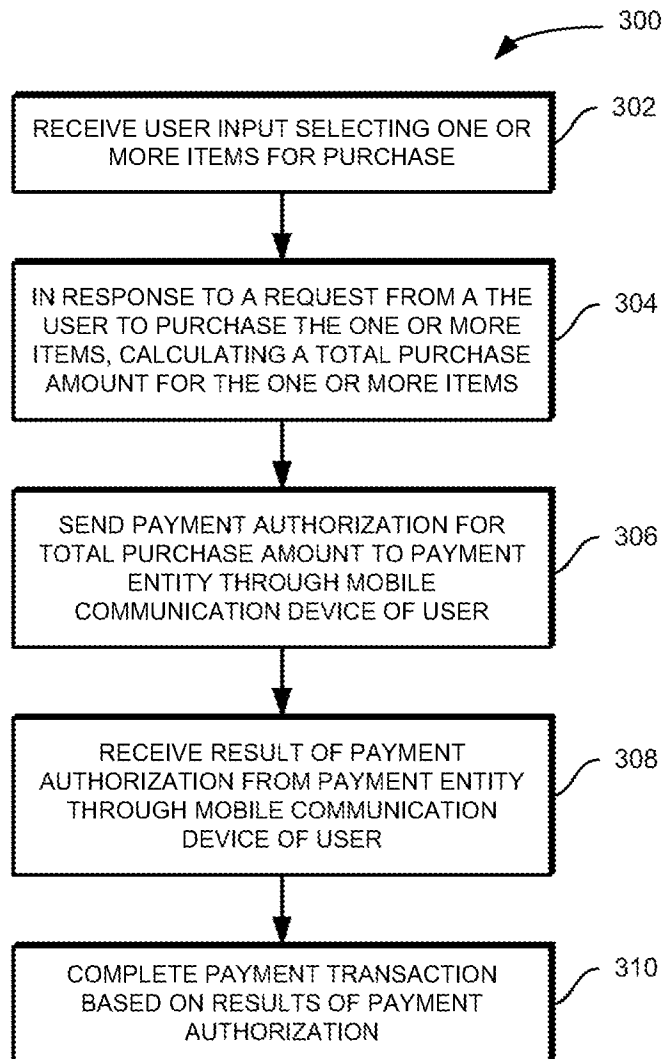 300
RECEIVE USER INPUT SELECTING ONE OR
MORE ITEMS FOR PURCHASE
302
IN RESPONSE TO A REQUEST FROM A THE
USER TO PURCHASE THE ONE OR MORE
ITEMS, CALCULATING A TOTAL PURCHASE
AMOUNT FOR THE ONE OR MORE ITEMS
304
SEND PAYMENT AUTHORIZATION FOR
TOTAL PURCHASE AMOUNT TO PAYMENT
ENTITY THROUGH MOBILE
COMMUNICATION DEVICE OF USER
306
RECEIVE RESULT OF PAYMENT
AUTHORIZATION FROM PAYMENT ENTITY
THROUGH MOBILE COMMUNICATION
DEVICE OF USER
308
COMPLETE PAYMENT TRANSACTION
BASED ON RESULTS OF PAYMENT
AUTHORIZATION
310